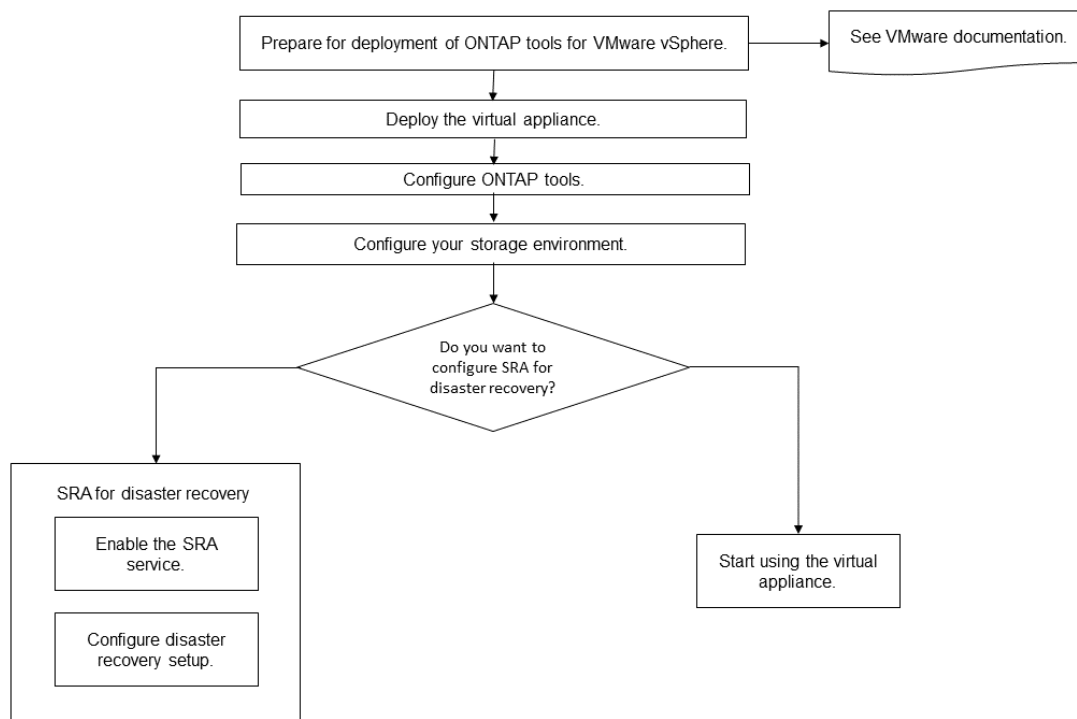 Prepare for deployment of ONTAP tools for VMware vSphere.
See VMware documentation.
Deploy the virtual appliance.
Configure ONTAP tools.
Configure your storage environment.
Do you want to
configure SRA for
disaster recovery?
SRA for disaster recovery
Enable the SRA
service.
Configure disaster
recovery setup.
Start using the virtual
appliance.